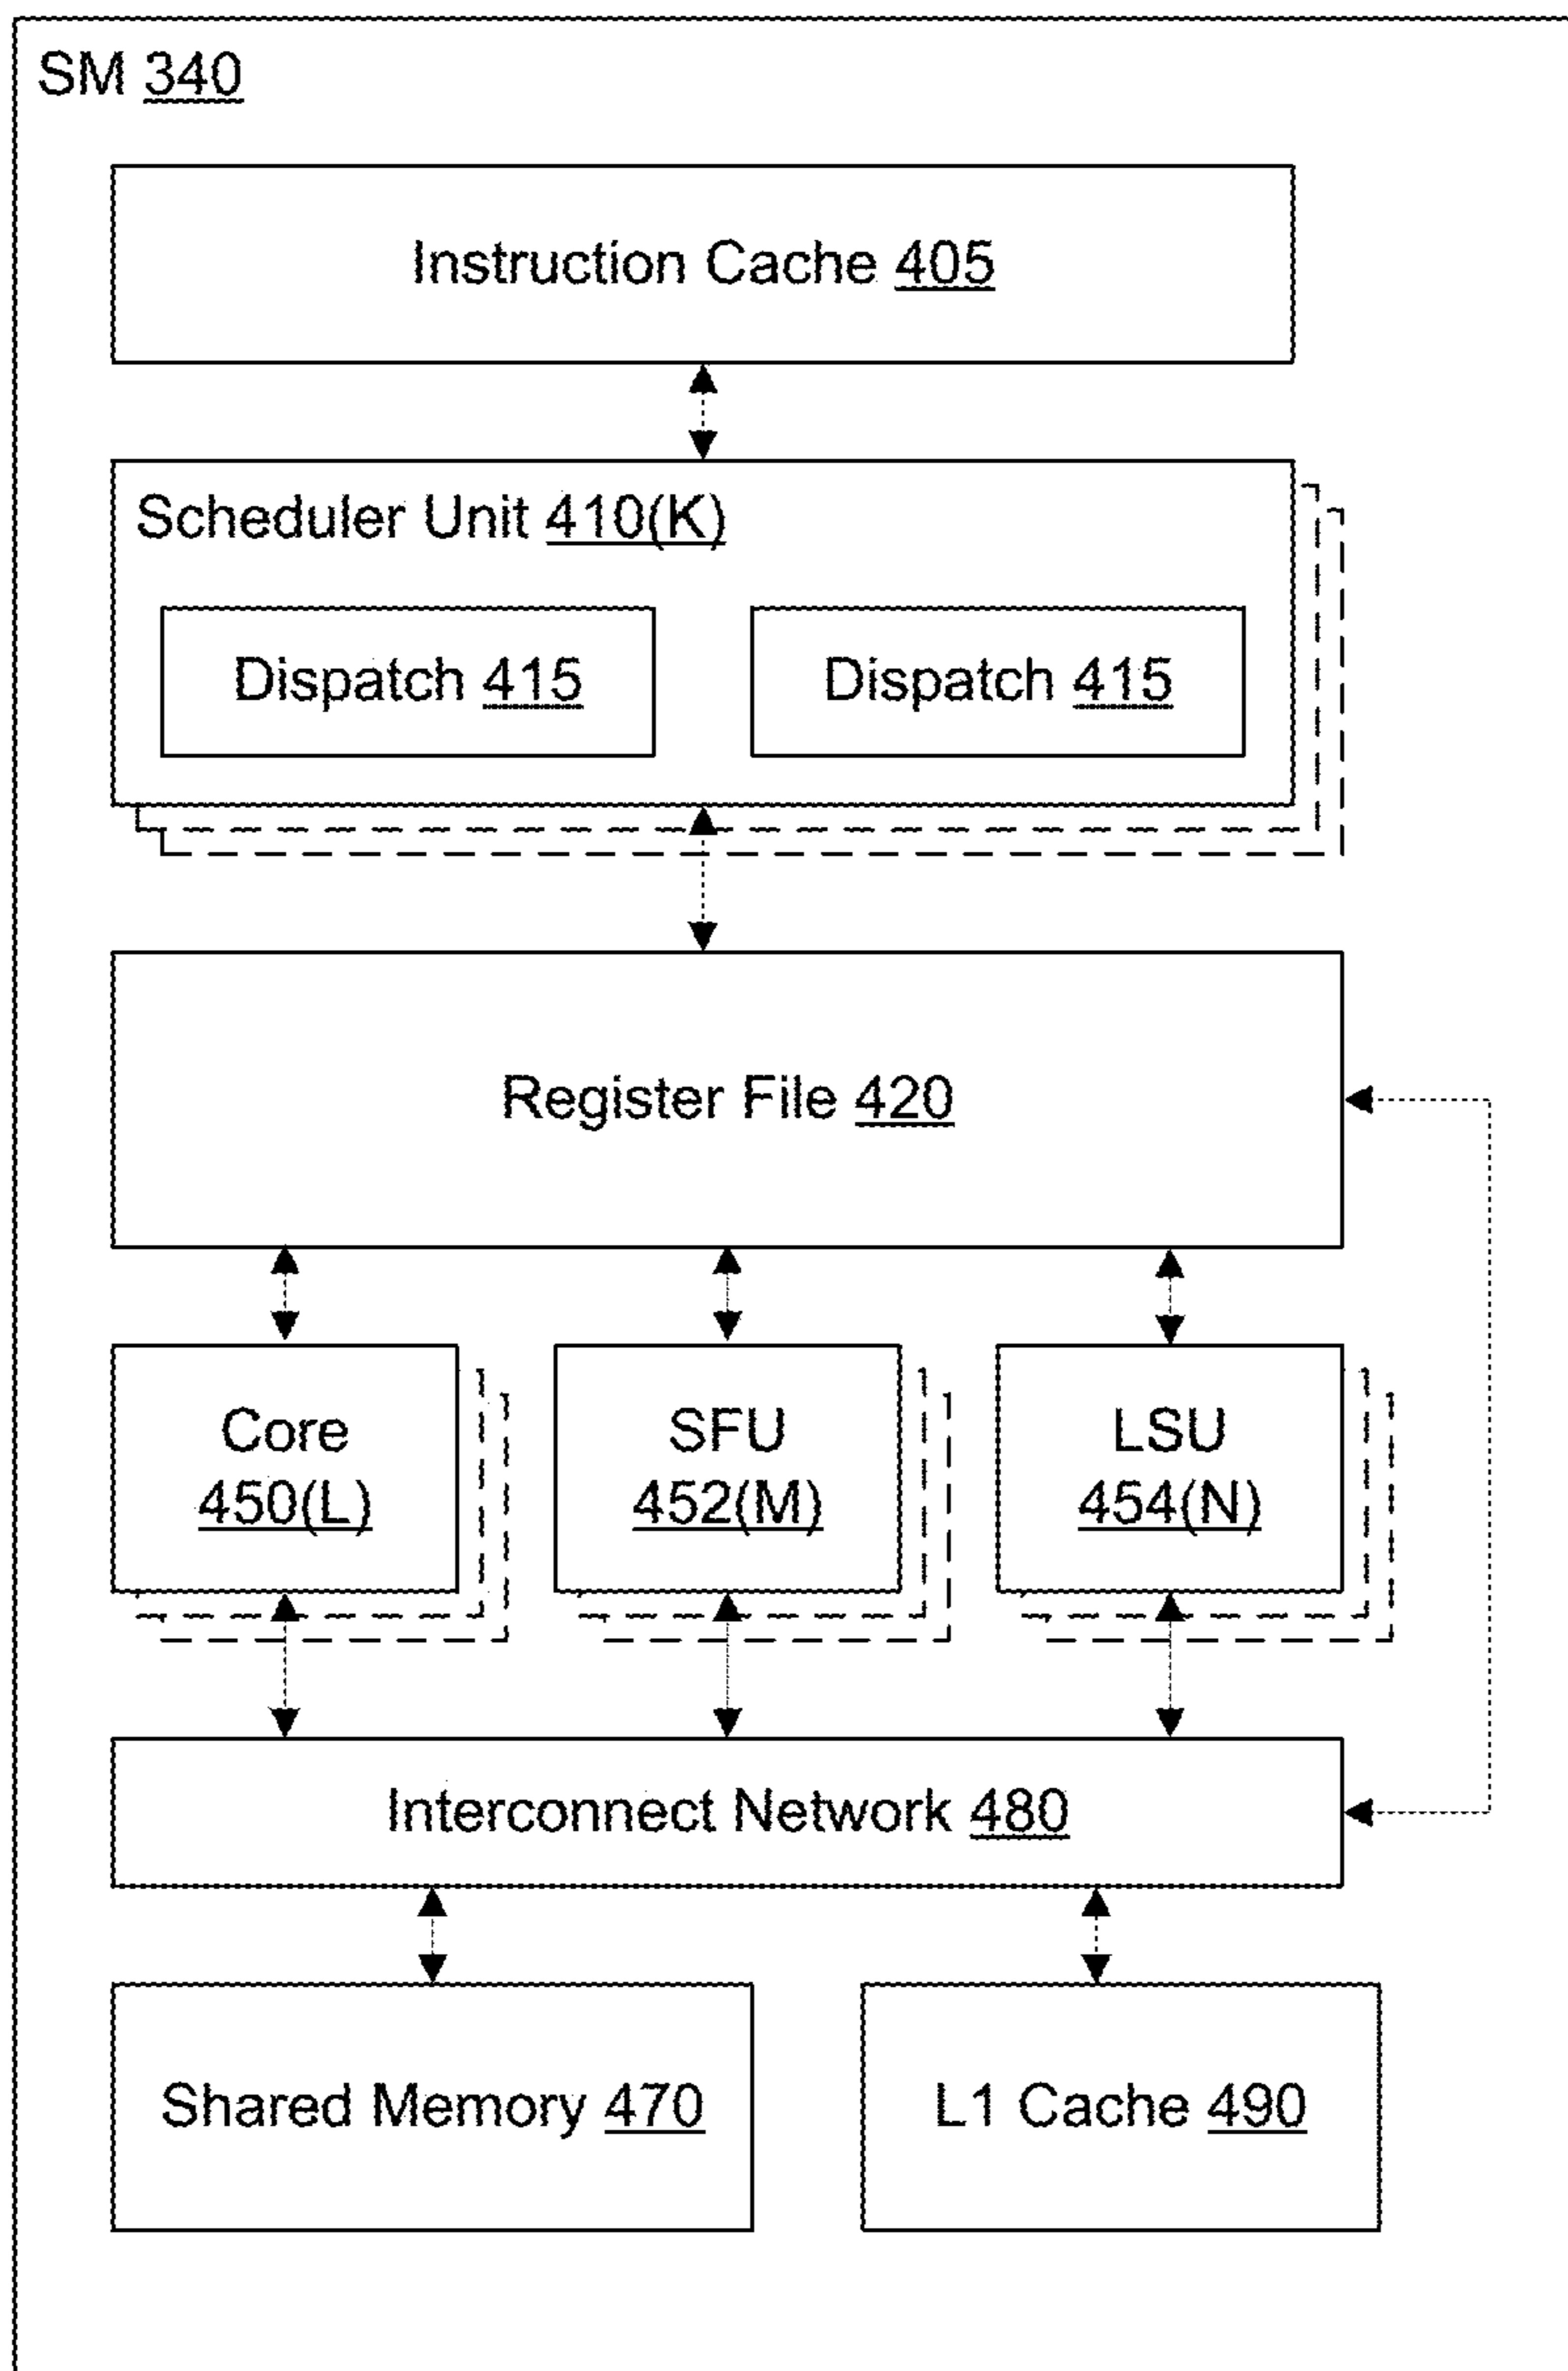 SM 340
Instruction Cache 405
Scheduler Unit 410(K)
Dispatch 415
Dispatch 415
Register File 420
Core
450(L)
SFU
452(M)
LSU
454(N)
Interconnect Network 480
Shared Memory 470
L1 Cache 490